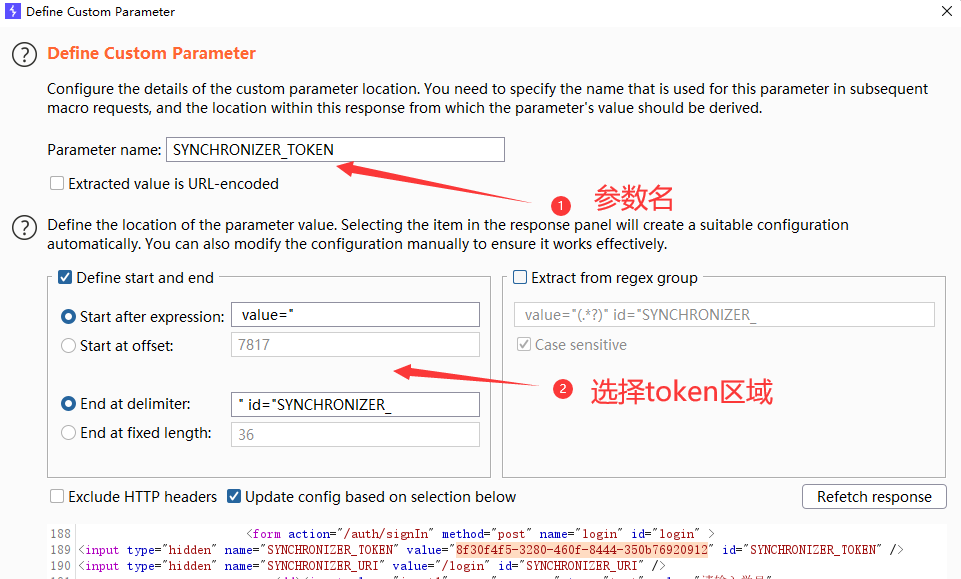 Define Custom Parameter
Define Custom Parameter
Configure the details of the custom parameter location. You need to specify the name that is used for this parameter in subsequent
macro requests, and the location within this response from which the parameter's value should be derived.
Parameter name: SYNCHRONIZER_TOKEN
Extracted value is URL-encoded
1 参数名
Define the location of the parameter value. Selecting the item in the response panel will create a suitable configuration
automatically. You can also modify the configuration manually to ensure it works effectively.
Define start and end
Extract from regex group
Start after expression: value="
value="(.*?)" id="SYNCHRONIZER_
Start at offset: 7817
Case sensitive
2 选择token区域
End at delimiter: " id="SYNCHRONIZER_
End at fixed length: 36
Exclude HTTP headers
Update config based on selection below
Refetch response
188 <form action="/auth/signIn" method="post" name="login" id="login" >
189 <input type="hidden" name="SYNCHRONIZER_TOKEN" value="8f30f4f5-3280-460f-8444-350b76920912" id="SYNCHRONIZER_TOKEN" />
190 <input type="hidden" name="SYNCHRONIZER_URI" value="/login" id="SYNCHRONIZER_URI" />